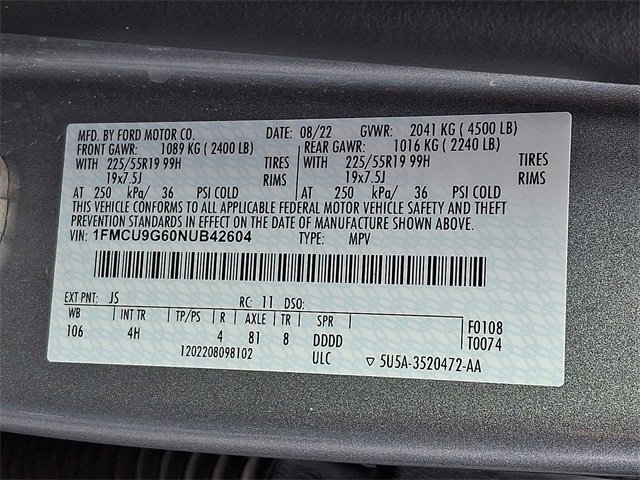 MFD. BY FORD MOTOR CO. DATE: 08/22 GVWR: 2041 KG ( 4500 LB)
FRONT GAWR: 1089 KG ( 2400 LB) REAR GAWR: 1016 KG ( 2240 LB)
WITH 225/55R19 99H TIRES WITH 225/55R19 99H TIRES
19x7.5J RIMS 19x7.5J RIMS
AT 250 kPa/ 36 PSI COLD AT 250 kPa/ 36 PSI COLD
THIS VEHICLE CONFORMS TO ALL APPLICABLE FEDERAL MOTOR VEHICLE SAFETY AND THEFT
PREVENTION STANDARDS IN EFFECT ON THE DATE OF MANUFACTURE SHOWN ABOVE.
VIN: 1FMCU9G60NUB42604 TYPE: MPV
EXT PNT: JS RC: 11 DSO:
WB INT TR TP/PS R AXLE TR SPR F0108
106 4H 4 81 8 DDDD T0074
1202208098102 ULC ▽ 5U5A-3520472-AA